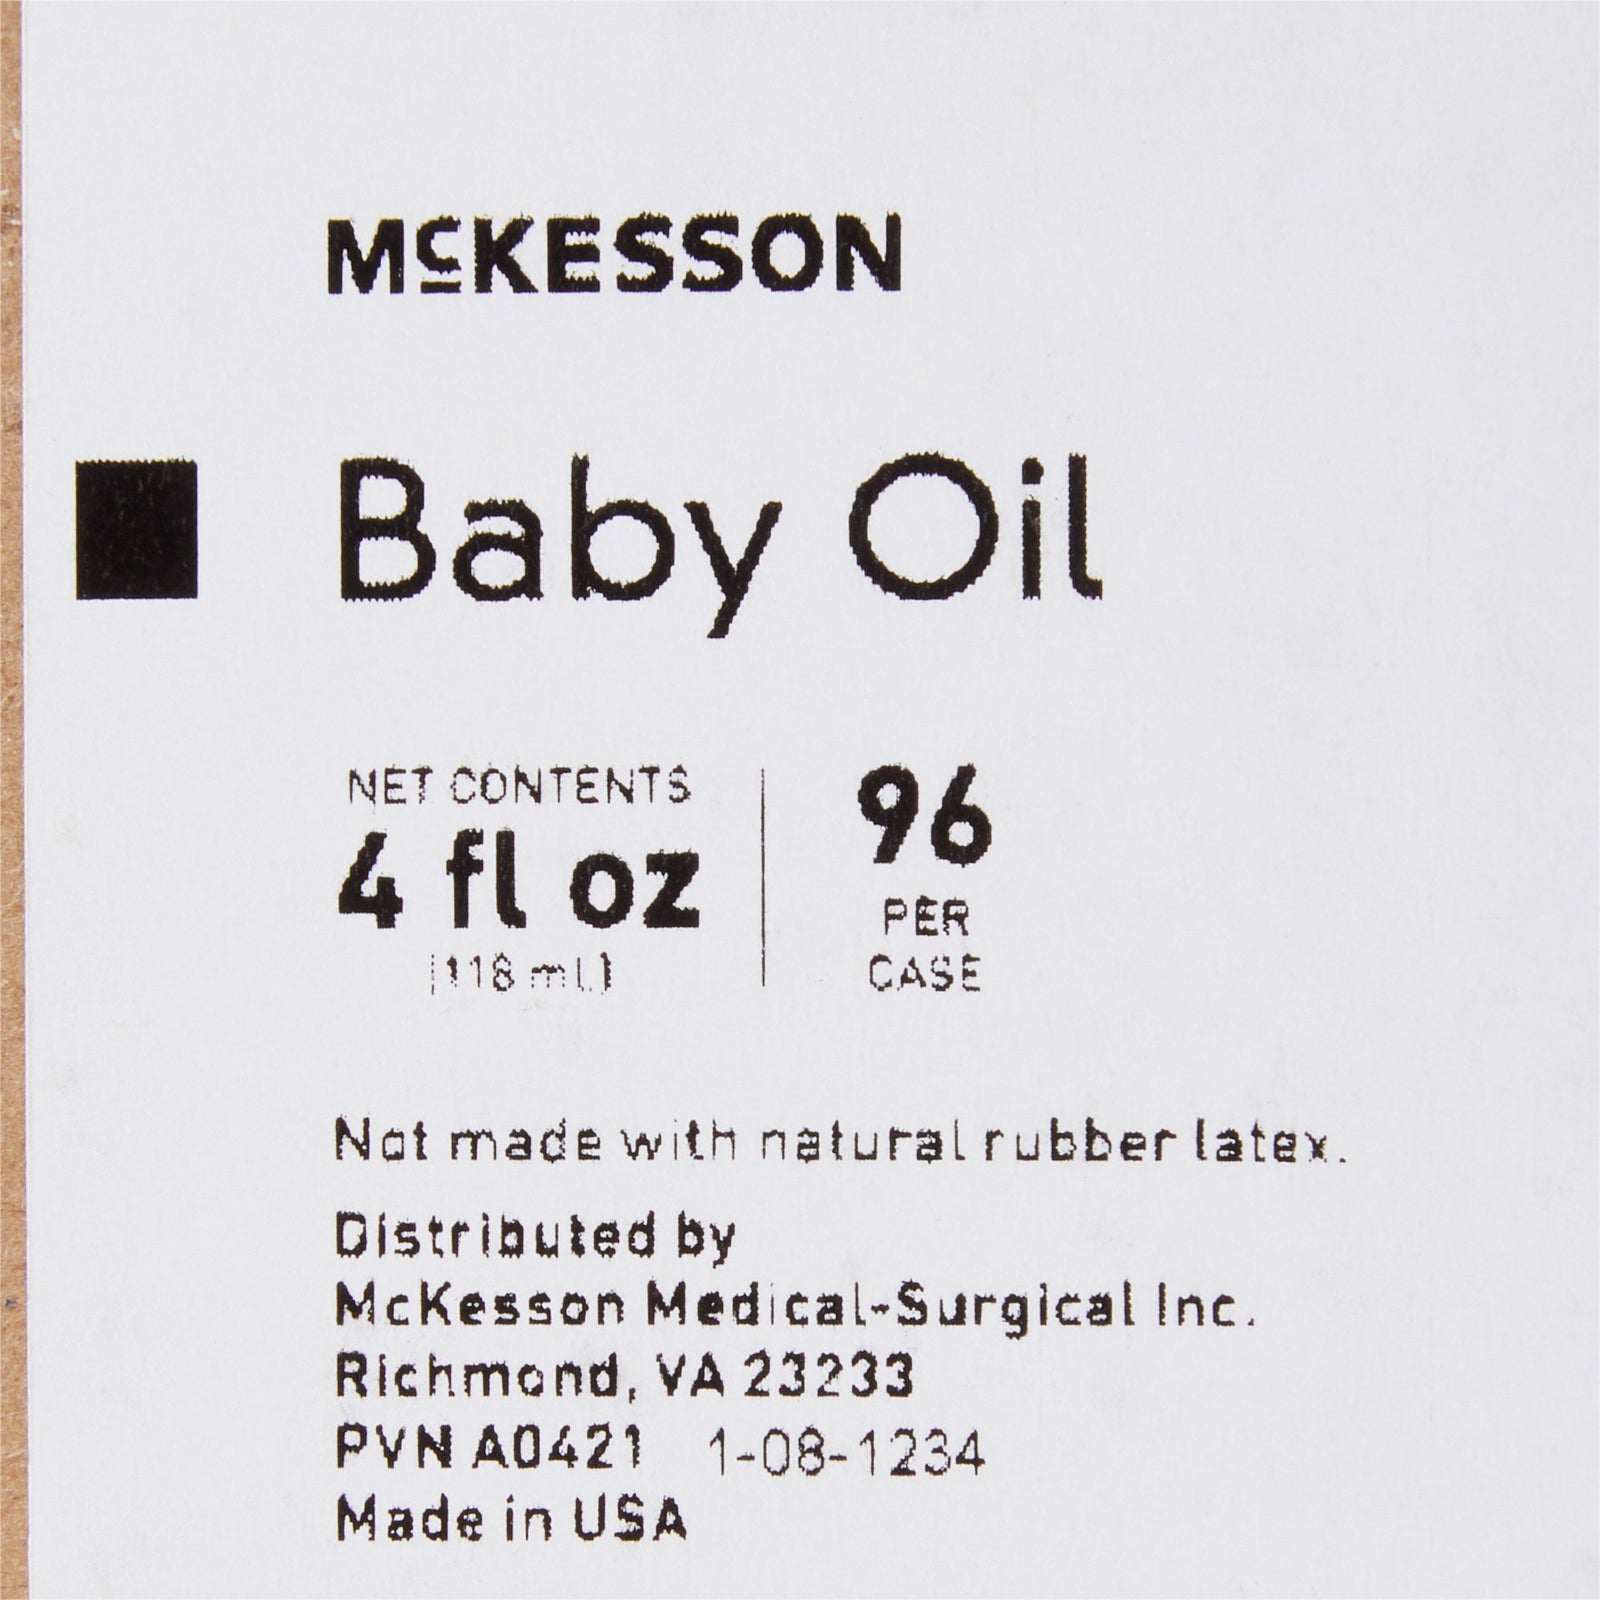 McKESSON
Baby Oil
NET CONTENTS
4 fl oz
(118 mL)
96
PER
CASE
Not made with natural rubber latex.
Distributed by
McKesson Medical-Surgical Inc.
Richmond, VA 23233
PVN A0421 1-08-1234
Made in USA